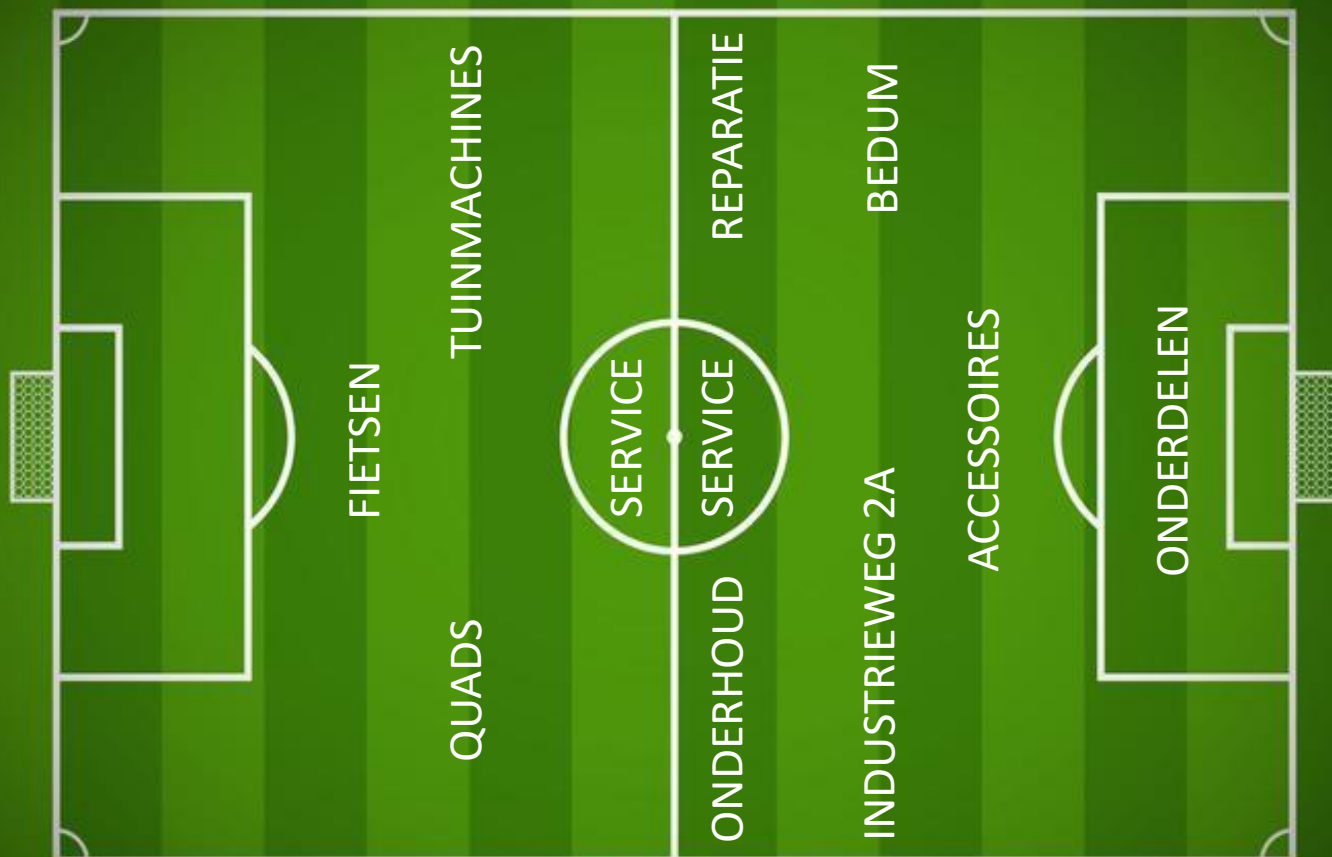 FIETSEN
QUADS TUINMACHINES
SERVICE
ONDERHOUD SERVICE REPARATIE
INDUSTRIEWEG 2A BEDUM
ACCESSOIRES
ONDERDELEN